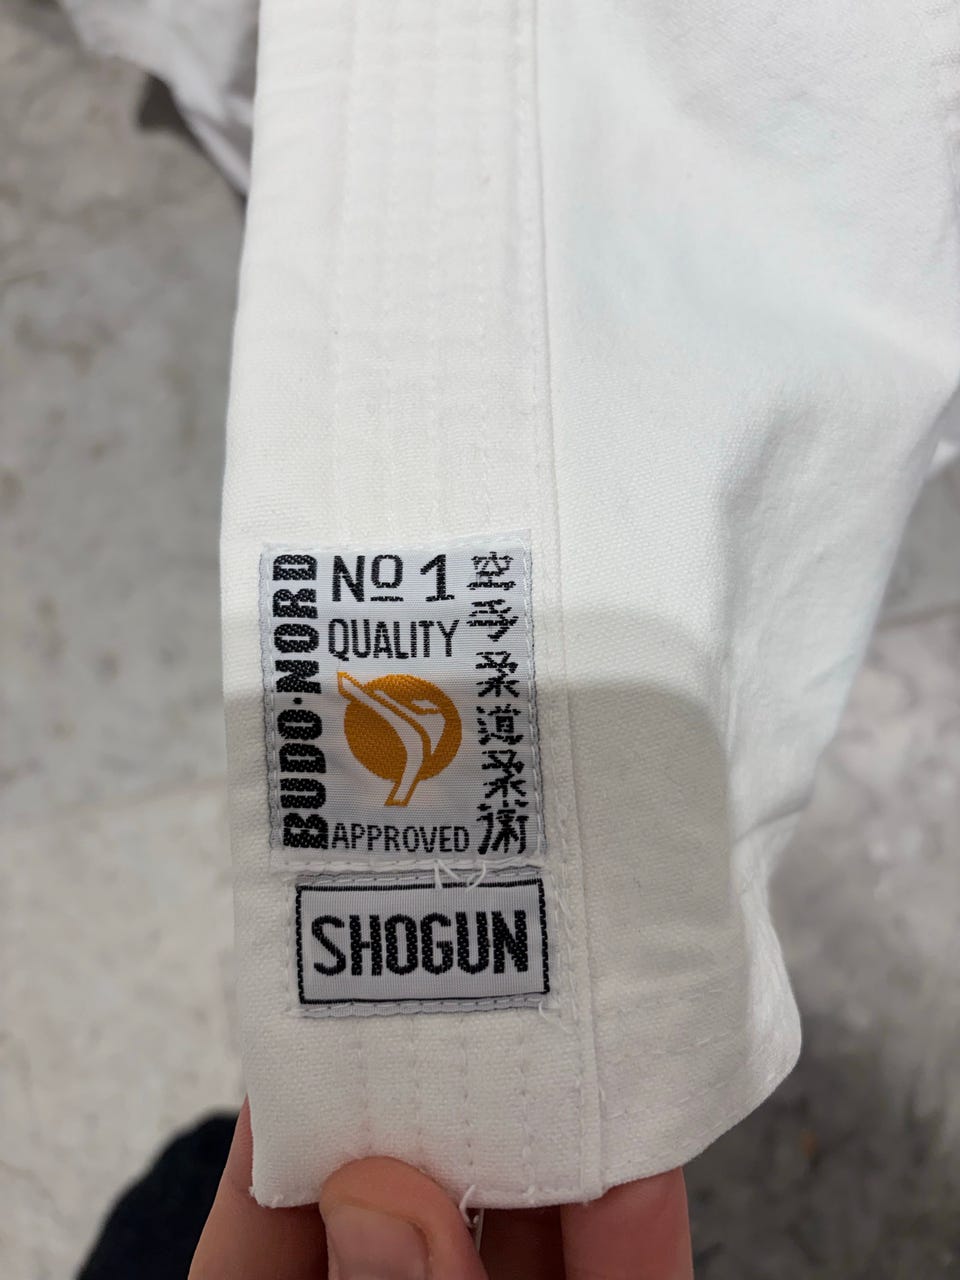 BUDO·NORD
Nº 1
QUALITY
APPROVED
空手柔道柔術
SHOGUN